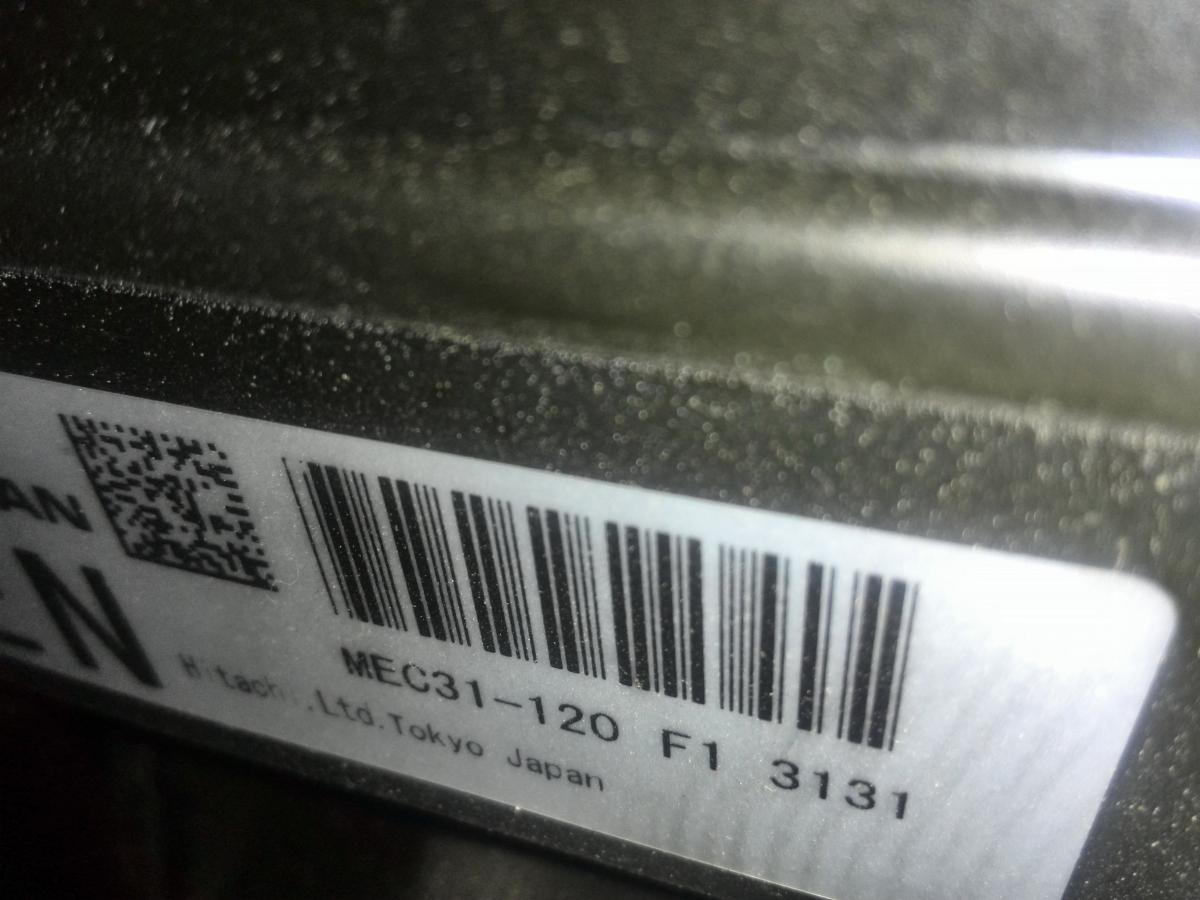 AN
N
MEC31-120 F1 3131
Hitachi,Ltd.Tokyo Japan